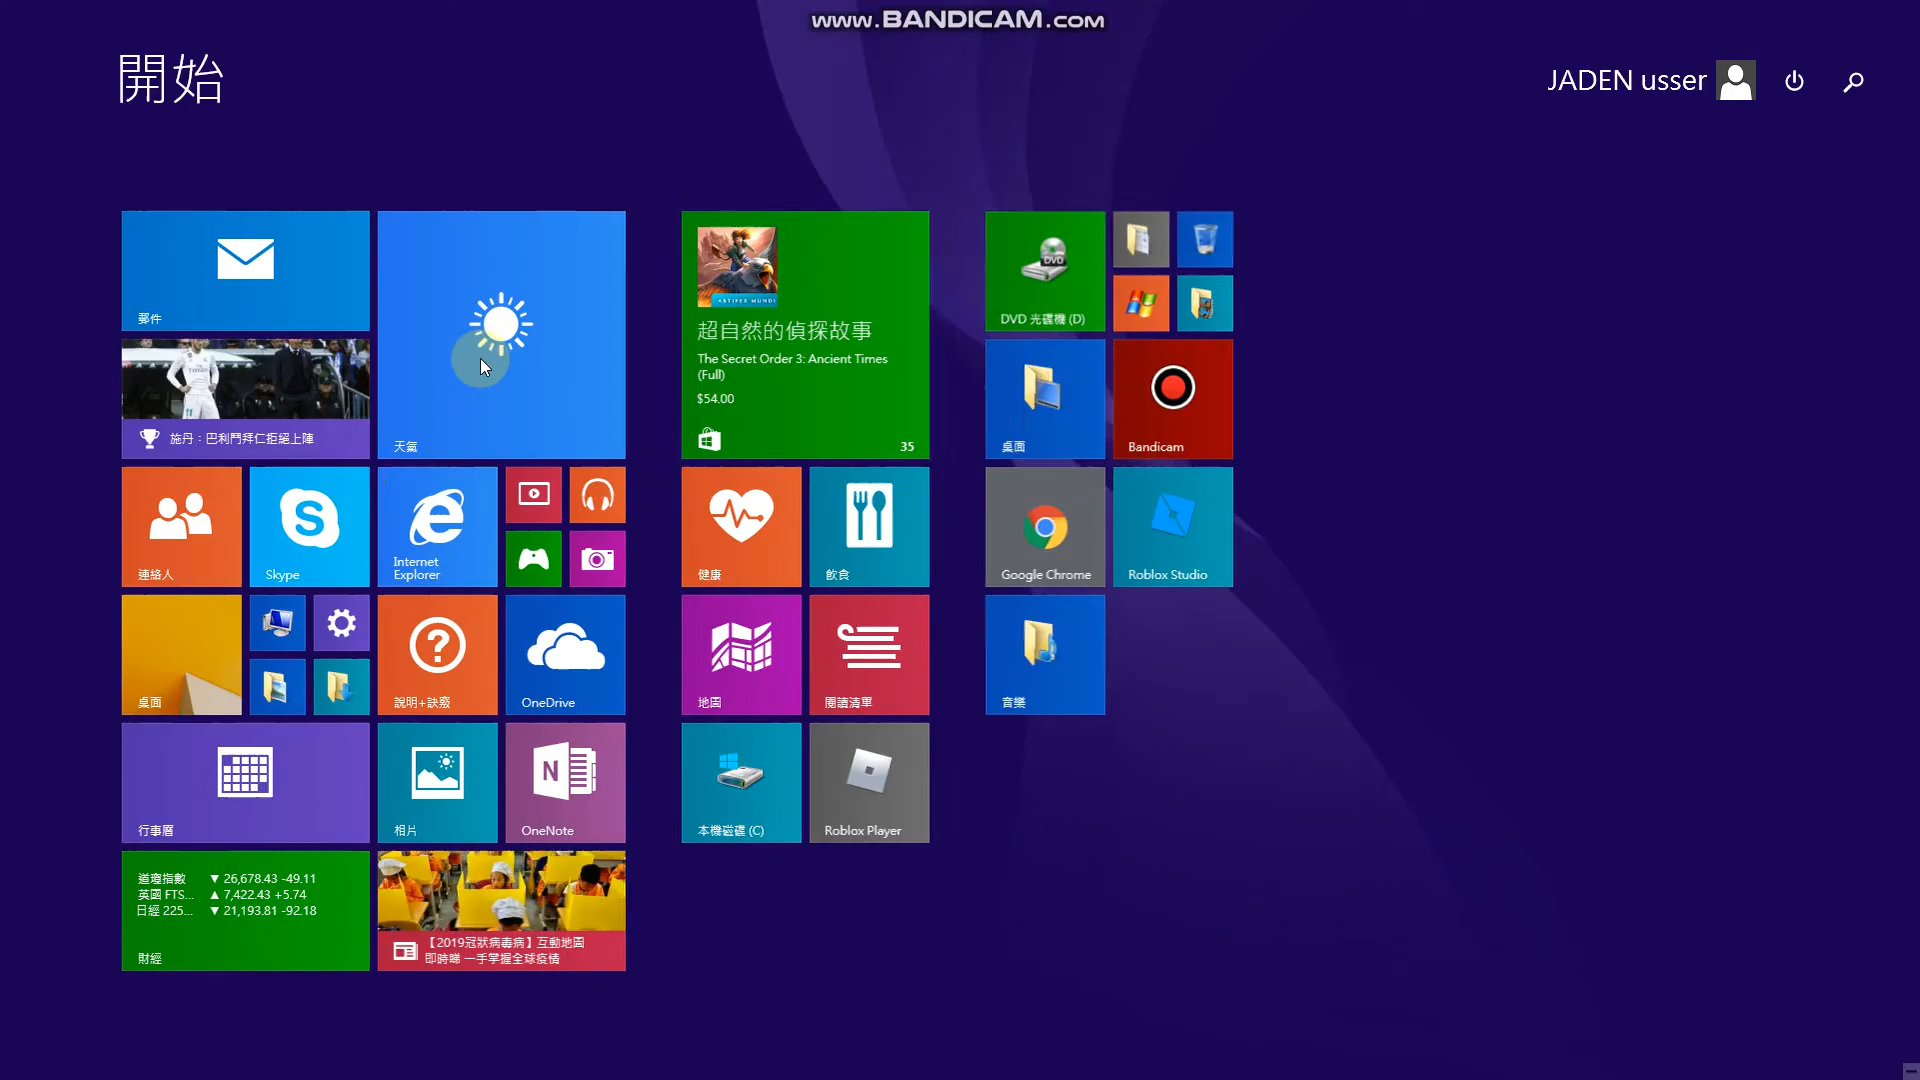 www.BANDICAM.com
開始
JADEN usser
郵件
天氣
施丹：巴利鬥拜仁拒絕上陣
連絡人
Skype
Internet
Explorer
桌面
說明+訣竅
OneDrive
行事曆
相片
OneNote
道瓊指數 ▼ 26,678.43 -49.11
英國 FTS... ▲ 7,422.43 +5.74
日經 225... ▼ 21,193.81 -92.18
財經
【2019冠狀病毒病】互動地圖
即時睇 一手掌握全球疫情
ARTIFEX MUNDI
超自然的偵探故事
The Secret Order 3: Ancient Times
(Full)
$54.00
35
健康
飲食
地圖
閱讀清單
本機磁碟 (C)
Roblox Player
DVD
DVD 光碟機 (D)
桌面
Bandicam
Google Chrome
Roblox Studio
音樂